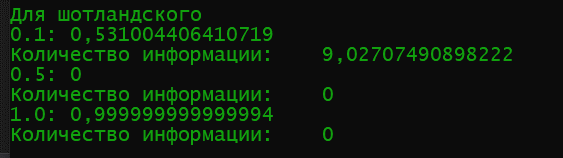 Для шотландского
0.1: 0,531004406410719
Количество информации: 9,02707490898222
0.5: 0
Количество информации: 0
1.0: 0,9999999999999994
Количество информации: 0